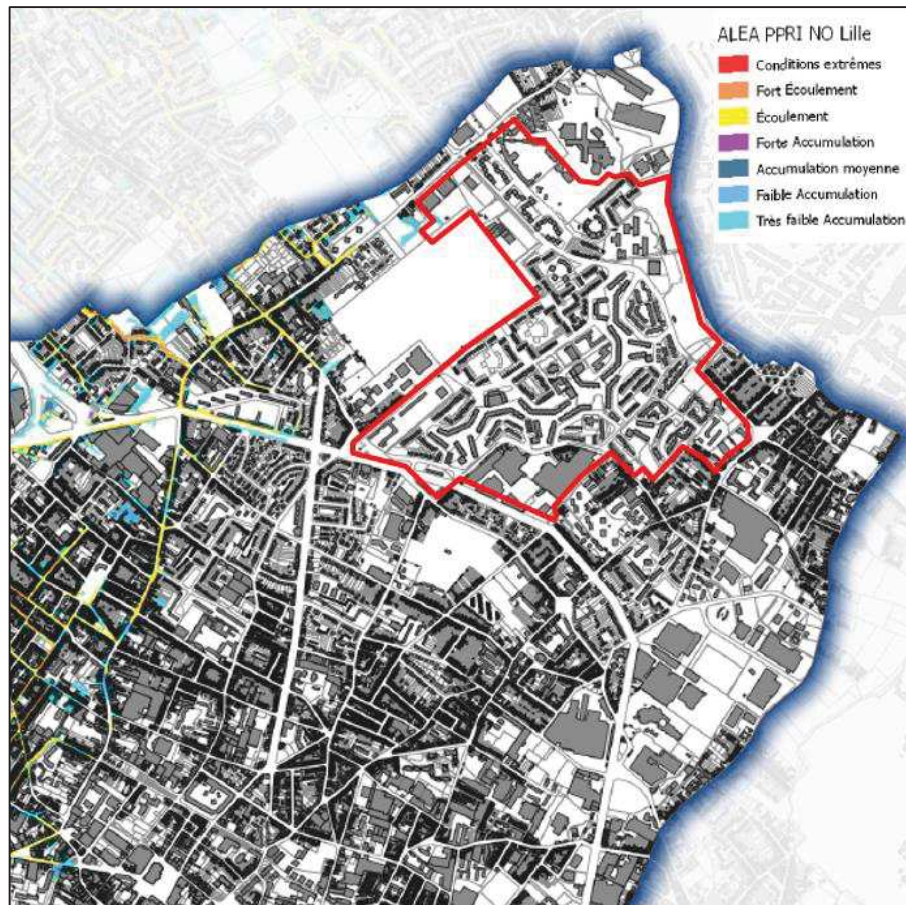 ALEA PPRI NO Lille
Conditions extrêmes
Fort Écoulement
Écoulement
Forte Accumulation
Accumulation moyenne
Faible Accumulation
Très faible Accumulation